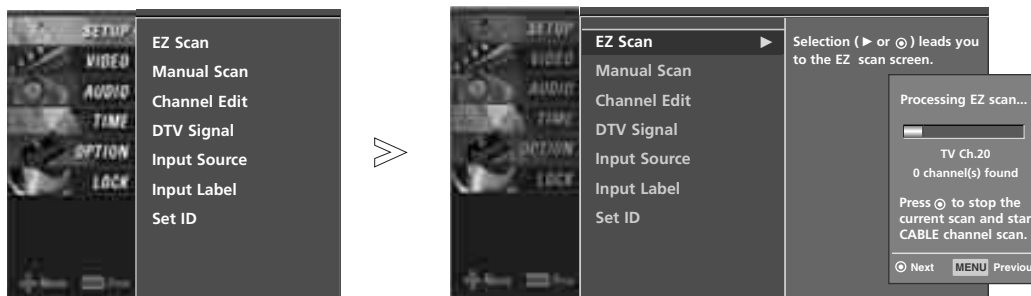 SETUP
VIDEO
AUDIO
TIME
OPTION
LOCK
EZ Scan
Manual Scan
Channel Edit
DTV Signal
Input Source
Input Label
Set ID
SETUP
VIDEO
AUDIO
TIME
OPTION
LOCK
EZ Scan ►
Manual Scan
Channel Edit
DTV Signal
Input Source
Input Label
Set ID
Selection ( ► or ◉ ) leads you
to the EZ scan screen.
Processing EZ scan...
TV Ch.20
0 channel(s) found
Press ◉ to stop the
current scan and star
CABLE channel scan.
◉ Next MENU Previou